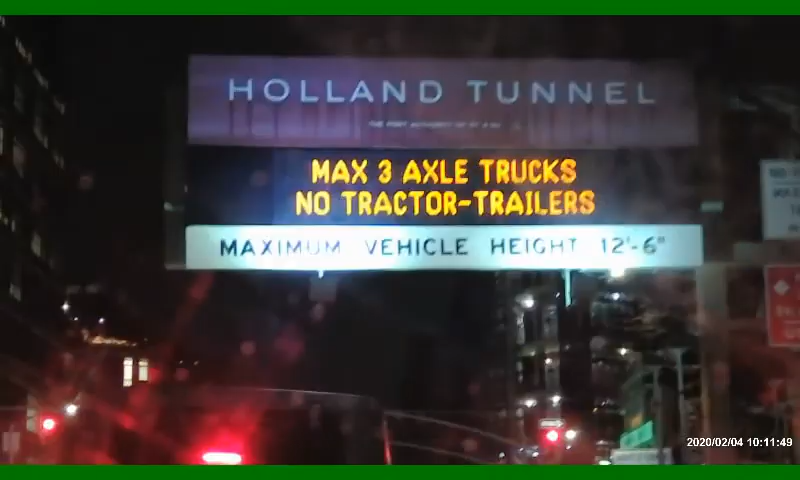 HOLLAND TUNNEL
MAX 3 AXLE TRUCKS
NO TRACTOR-TRAILERS
MAXIMUM VEHICLE HEIGHT 12'-6"
2020/02/04 10:11:49